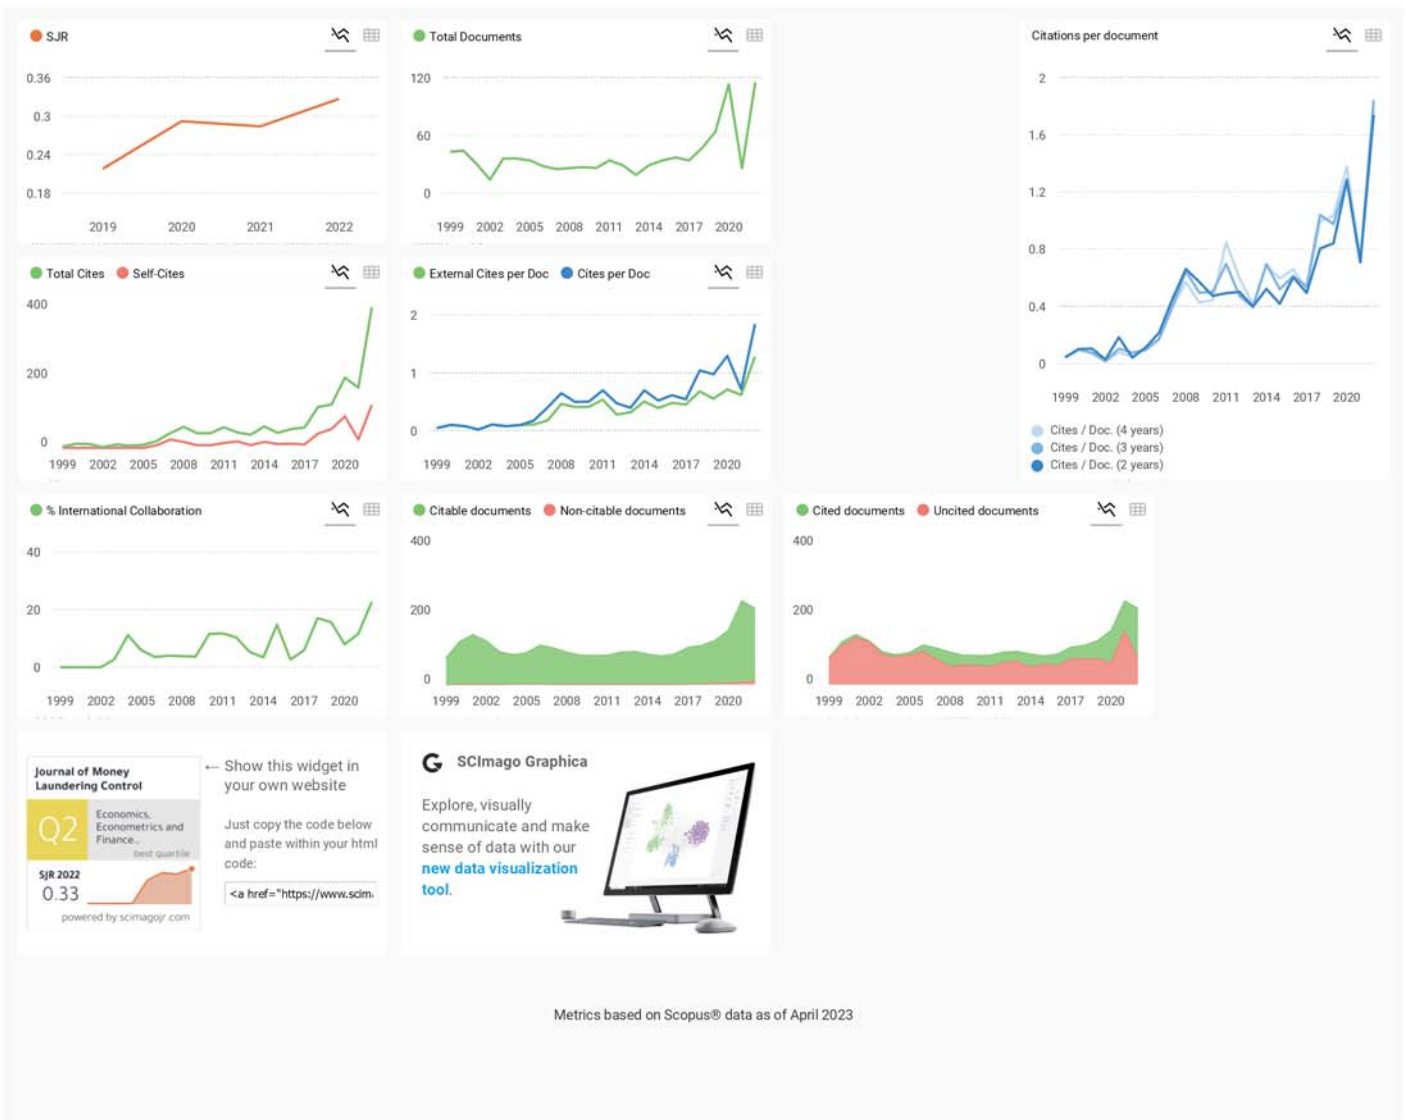 SJR
0.36
0.3
0.24
0.18
2019 2020 2021 2022
Total Documents
120
60
0
1999 2002 2005 2008 2011 2014 2017 2020
Citations per document
2
1.6
1.2
0.8
0.4
0
1999 2002 2005 2008 2011 2014 2017 2020
Cites / Doc. (4 years)
Cites / Doc. (3 years)
Cites / Doc. (2 years)
Total Cites Self-Cites
400
200
0
1999 2002 2005 2008 2011 2014 2017 2020
External Cites per Doc Cites per Doc
2
1
0
1999 2002 2005 2008 2011 2014 2017 2020
% International Collaboration
40
20
0
1999 2002 2005 2008 2011 2014 2017 2020
Citable documents Non-citable documents
400
200
0
1999 2002 2005 2008 2011 2014 2017 2020
Cited documents Uncited documents
400
200
0
1999 2002 2005 2008 2011 2014 2017 2020
Journal of Money
Laundering Control
Q2
Economics,
Econometrics and
Finance...
best quartile
SJR 2022
0.33
powered by scimagojr.com
← Show this widget in
your own website
Just copy the code below
and paste within your html
code:
<a href="https://www.scim
SCImago Graphica
Explore, visually
communicate and make
sense of data with our
new data visualization
tool.
Metrics based on Scopus® data as of April 2023